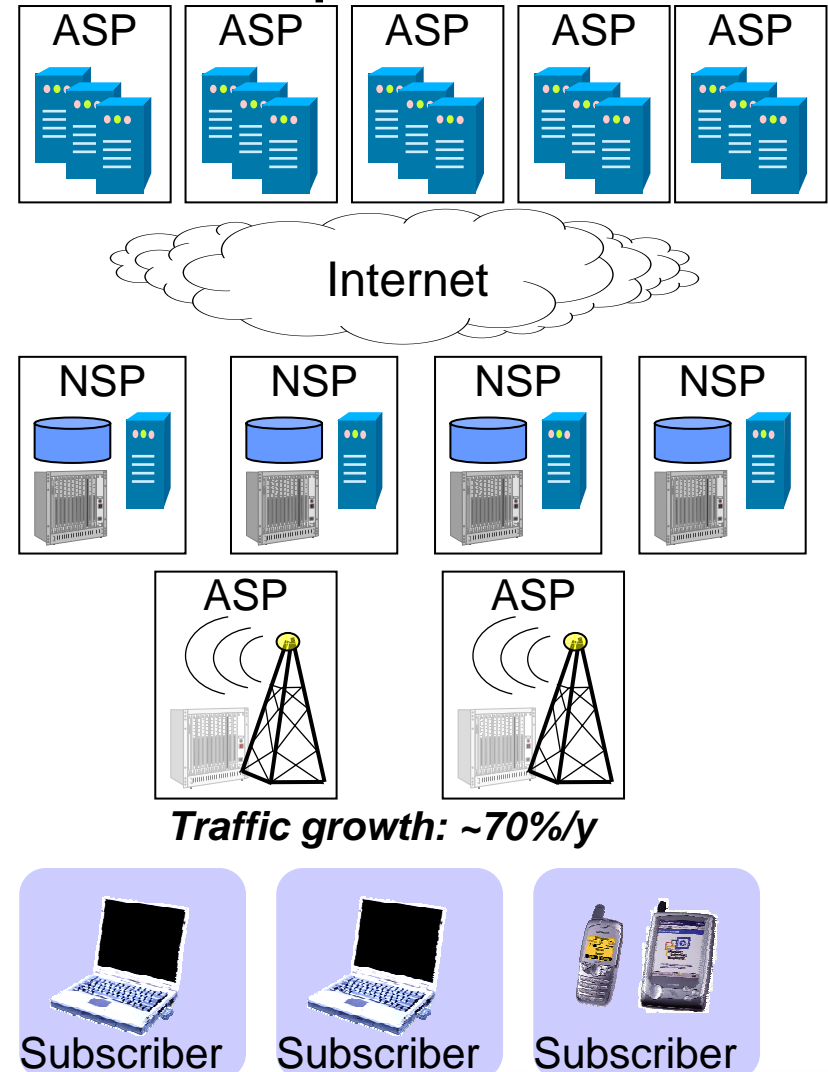 ASP ASP ASP ASP ASP
Internet
NSP NSP NSP NSP
ASP ASP
Traffic growth: ~70%/y
Subscriber Subscriber Subscriber